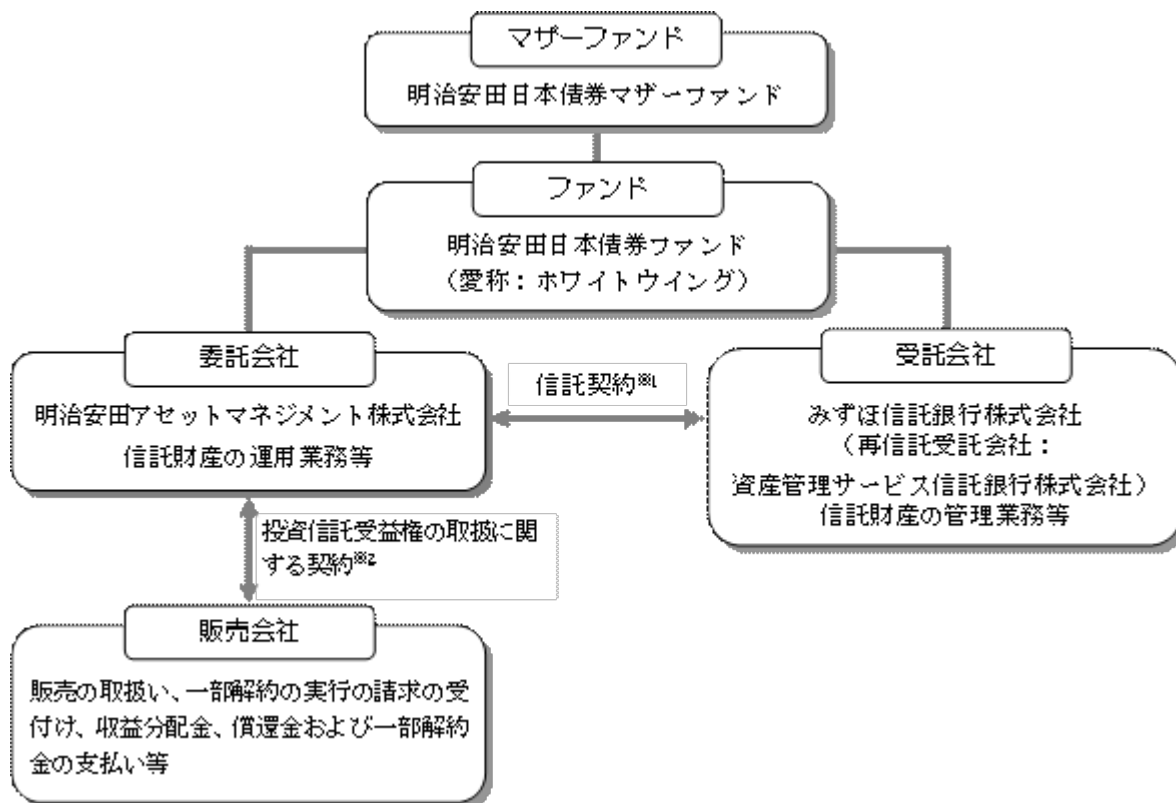 マザーファンド
明治安田日本債券マザーファンド
ファンド
明治安田日本債券ファンド
（愛称：ホワイトウイング）
委託会社
明治安田アセットマネジメント株式会社
信託財産の運用業務等
信託契約※1
受託会社
みずほ信託銀行株式会社
（再信託受託会社：
資産管理サービス信託銀行株式会社）
信託財産の管理業務等
投資信託受益権の取扱に関
する契約※2
販売会社
販売の取扱い、一部解約の実行の請求の受
付け、収益分配金、償還金および一部解約
金の支払い等